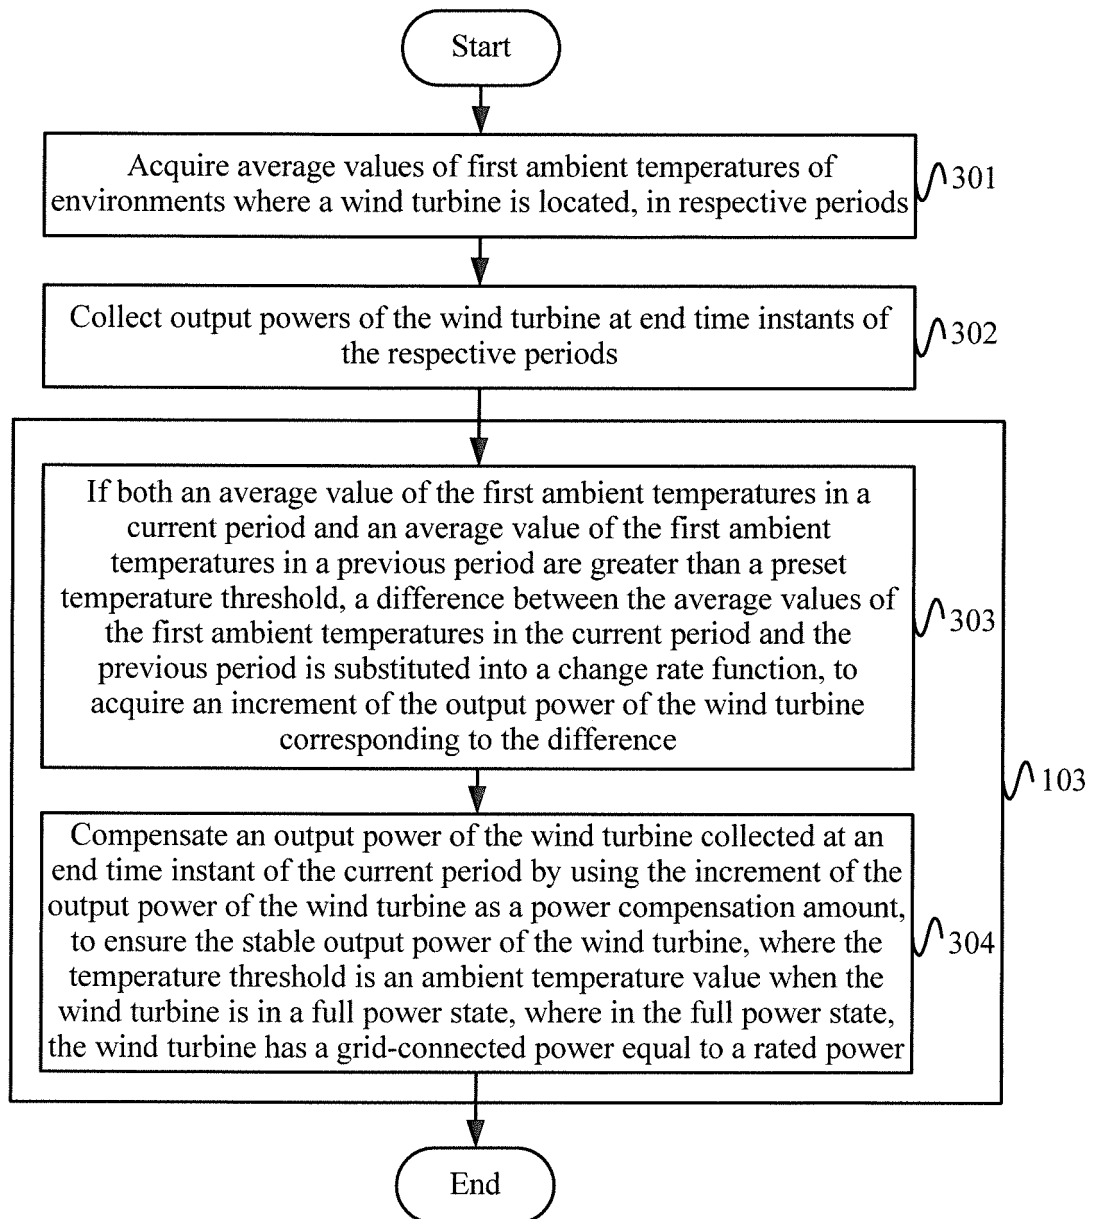 Start
Acquire average values of first ambient temperatures of
environments where a wind turbine is located, in respective periods
301
Collect output powers of the wind turbine at end time instants of
the respective periods
302
If both an average value of the first ambient temperatures in a
current period and an average value of the first ambient
temperatures in a previous period are greater than a preset
temperature threshold, a difference between the average values of
the first ambient temperatures in the current period and the
previous period is substituted into a change rate function, to
acquire an increment of the output power of the wind turbine
corresponding to the difference
303
103
Compensate an output power of the wind turbine collected at an
end time instant of the current period by using the increment of the
output power of the wind turbine as a power compensation amount,
to ensure the stable output power of the wind turbine, where the
temperature threshold is an ambient temperature value when the
wind turbine is in a full power state, where in the full power state,
the wind turbine has a grid-connected power equal to a rated power
304
End